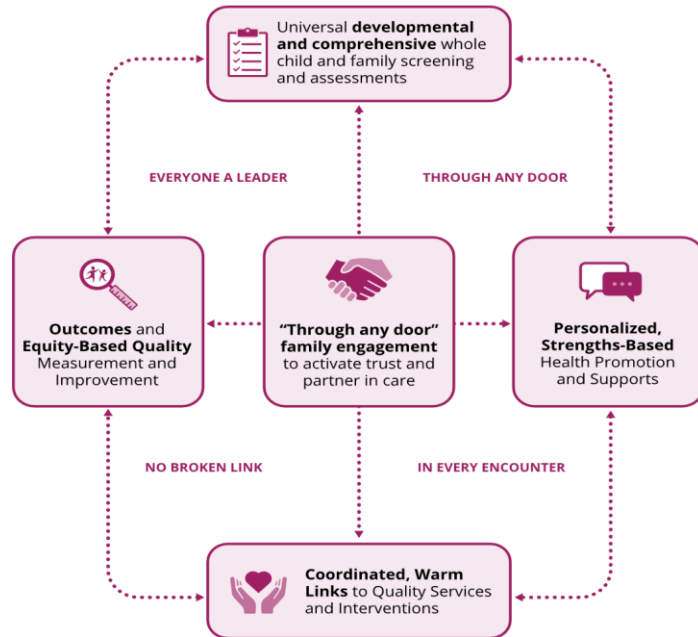 Universal developmental
and comprehensive whole
child and family screening
and assessments
EVERYONE A LEADER
THROUGH ANY DOOR
Outcomes and
Equity-Based Quality
Measurement and
Improvement
“Through any door”
family engagement
to activate trust and
partner in care
Personalized,
Strengths-Based
Health Promotion
and Supports
NO BROKEN LINK
IN EVERY ENCOUNTER
Coordinated, Warm
Links to Quality Services
and Interventions